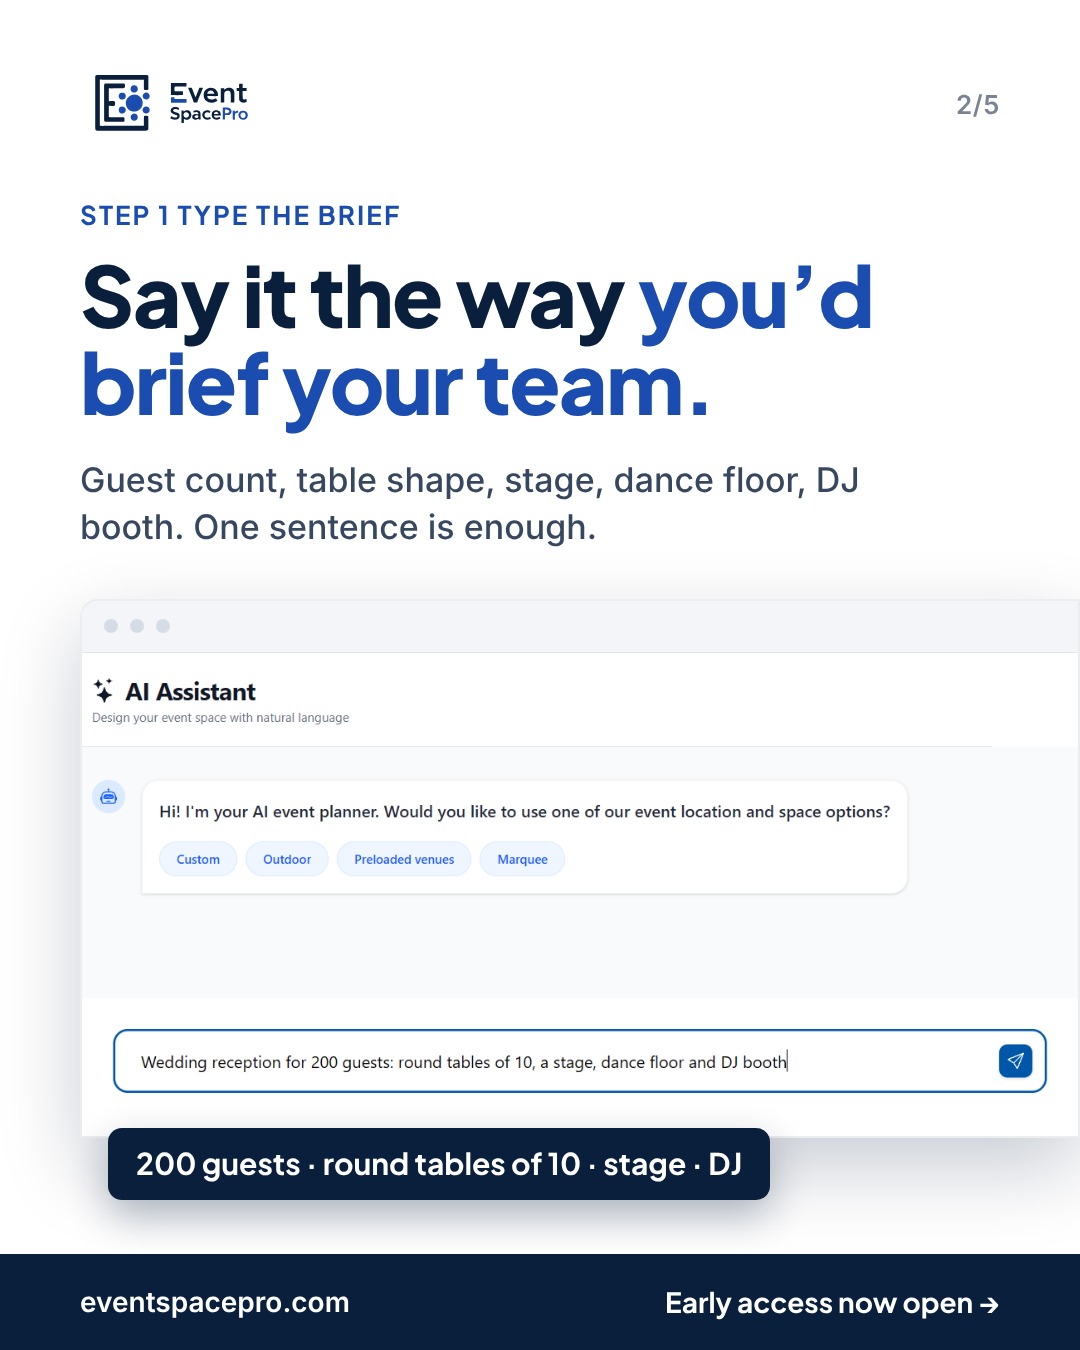 Event
SpacePro
2/5
STEP 1 TYPE THE BRIEF
Say it the way you’d
brief your team.
Guest count, table shape, stage, dance floor, DJ
booth. One sentence is enough.
AI Assistant
Design your event space with natural language
Hi! I'm your AI event planner. Would you like to use one of our event location and space options?
Custom
Outdoor
Preloaded venues
Marquee
Wedding reception for 200 guests: round tables of 10, a stage, dance floor and DJ booth
200 guests · round tables of 10 · stage · DJ
eventspacepro.com
Early access now open →